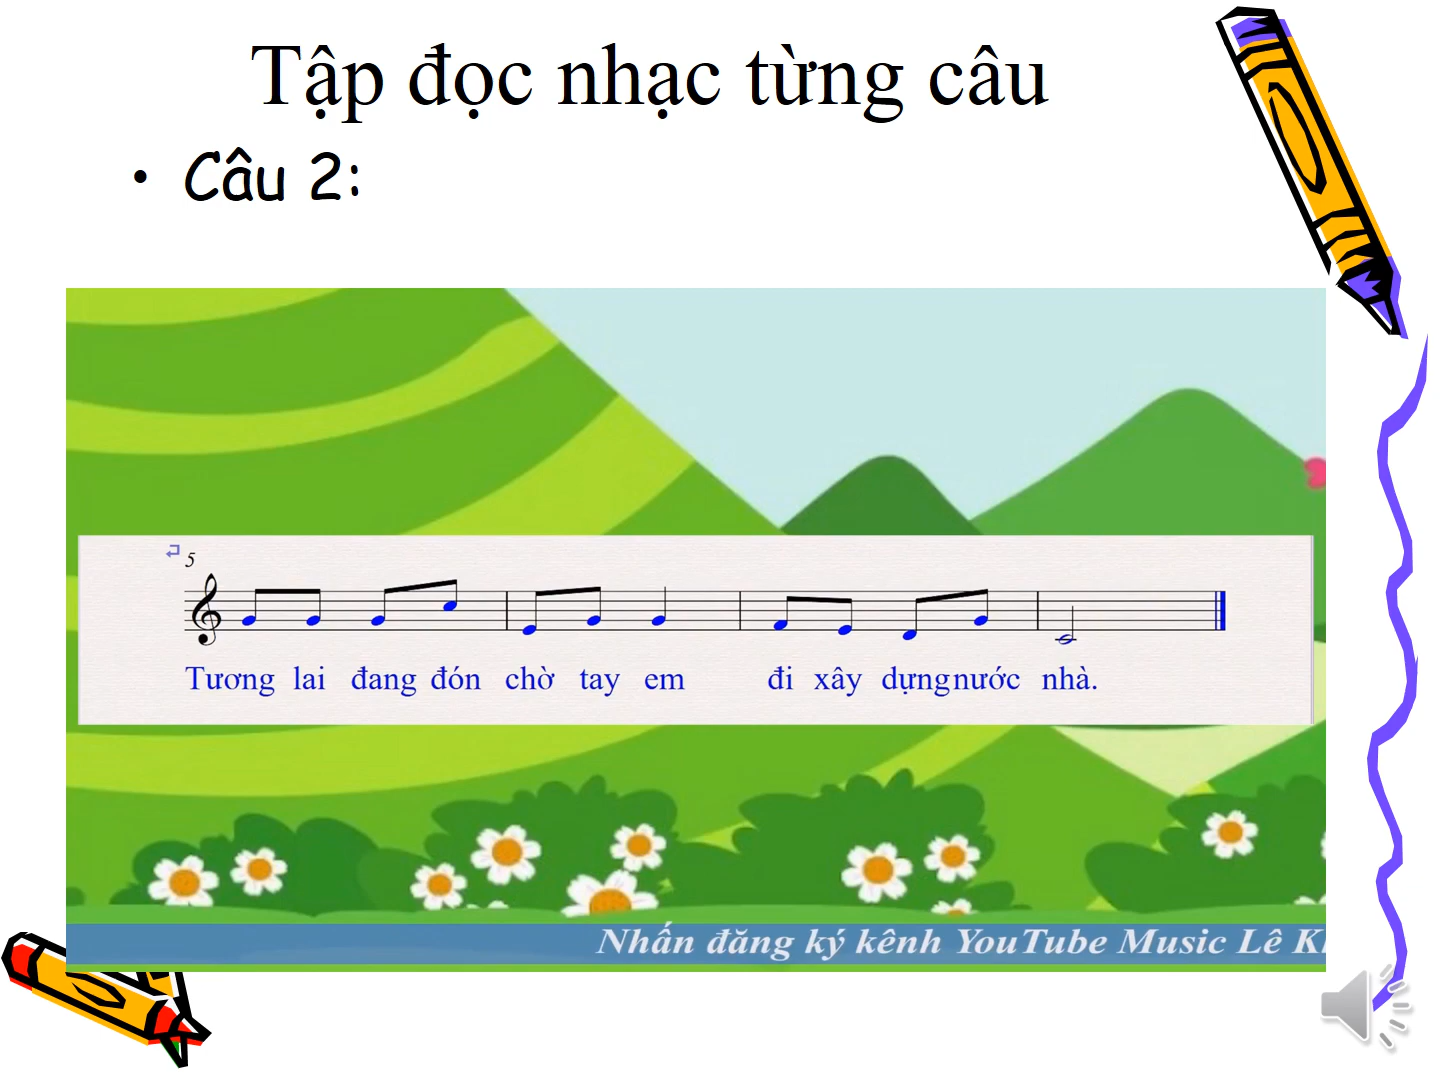 Tập đọc nhạc từng câu
• Câu 2:
5
Tương lai đang đón chờ tay em đi xây dựng nước nhà.
Nhấn đăng ký kênh YouTube Music Lê